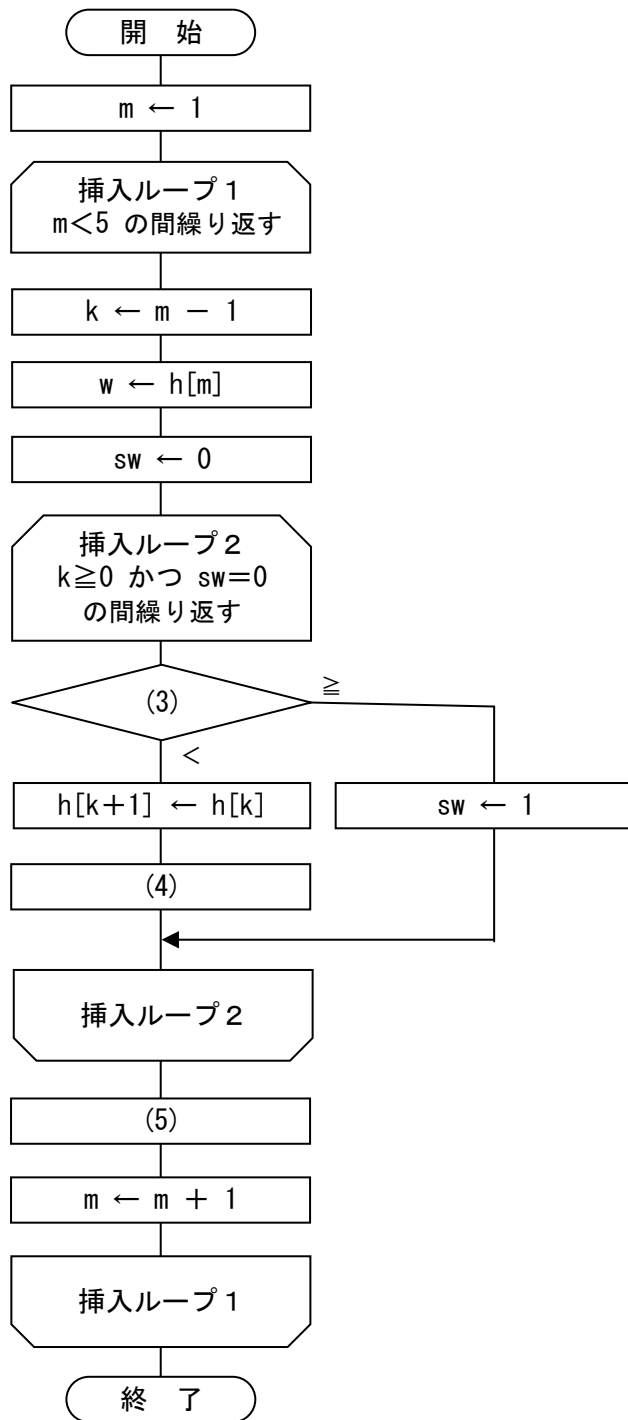 開 始
m ← 1
挿入ループ1
m<5 の間繰り返す
k ← m - 1
w ← h[m]
sw ← 0
挿入ループ2
k≧0 かつ sw=0
の間繰り返す
(3)
≧
<
h[k+1] ← h[k]
sw ← 1
(4)
挿入ループ2
(5)
m ← m + 1
挿入ループ1
終 了